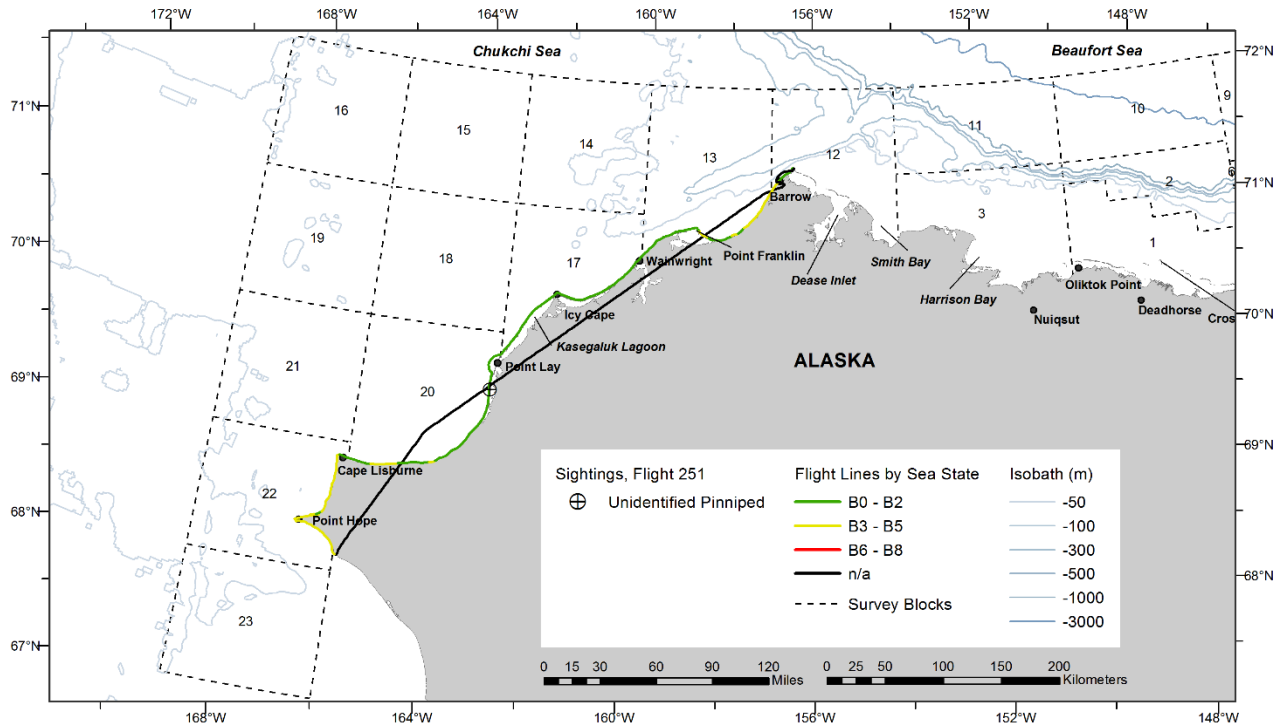 172°W 168°W 164°W 160°W 156°W 152°W 148°W
Chukchi Sea Beaufort Sea
72°N
71°N
71°N
70°N
70°N
69°N
69°N
68°N
68°N
67°N
16
15
14
13
12
11
10
9
6
2
3
1
19
18
17
21
20
22
23
Barrow
Point Franklin
Wainwright
Dease Inlet
Smith Bay
Harrison Bay
Oliktok Point
Deadhorse
Nuiqsut
Cros
Icy Cape
Kasegaluk Lagoon
Point Lay
ALASKA
Cape Lisburne
Point Hope
Sightings, Flight 251
Unidentified Pinniped
Flight Lines by Sea State
B0 - B2
B3 - B5
B6 - B8
n/a
Survey Blocks
Isobath (m)
-50
-100
-300
-500
-1000
-3000
0 15 30 60 90 120
Miles
0 25 50 100 150 200
Kilometers
168°W 164°W 160°W 156°W 152°W 148°W